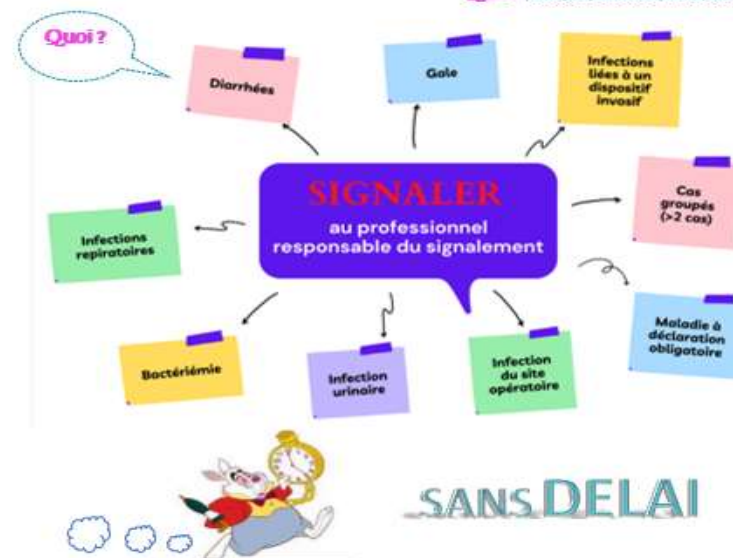 Quoi ?
Diarrhées
Gale
Infections
liées à un
dispositif
invasif
SIGNALER
au professionnel
responsable du signalement
Cas
groupés
(>2 cas)
Infections
repiratoires
Maladie à
déclaration
obligatoire
Bactériémie
Infection
urinaire
Infection
du site
opératoire
SANS DELAI